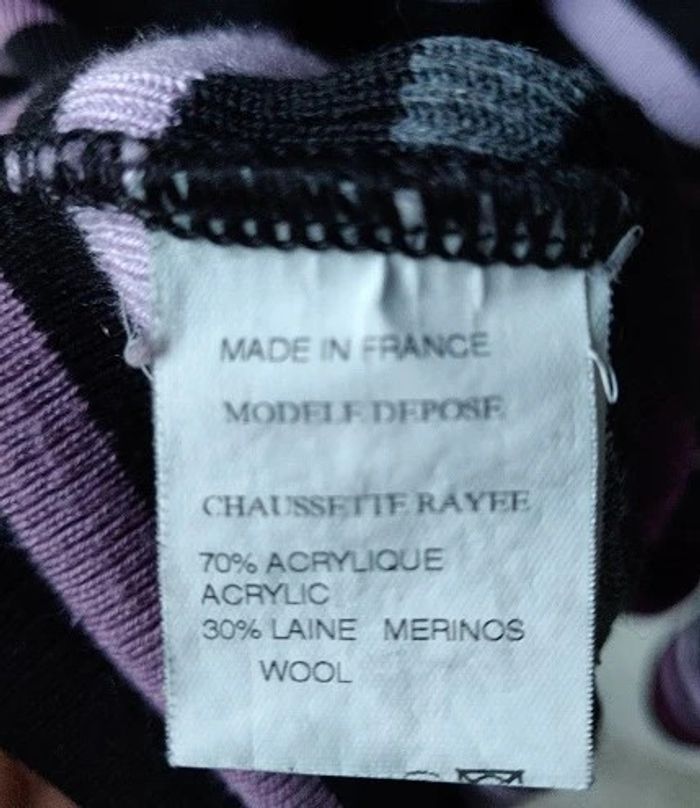 MADE IN FRANCE
MODELE DEPOSE
CHAUSSETTE RAYEE
70% ACRYLIQUE
ACRYLIC
30% LAINE MERINOS
WOOL